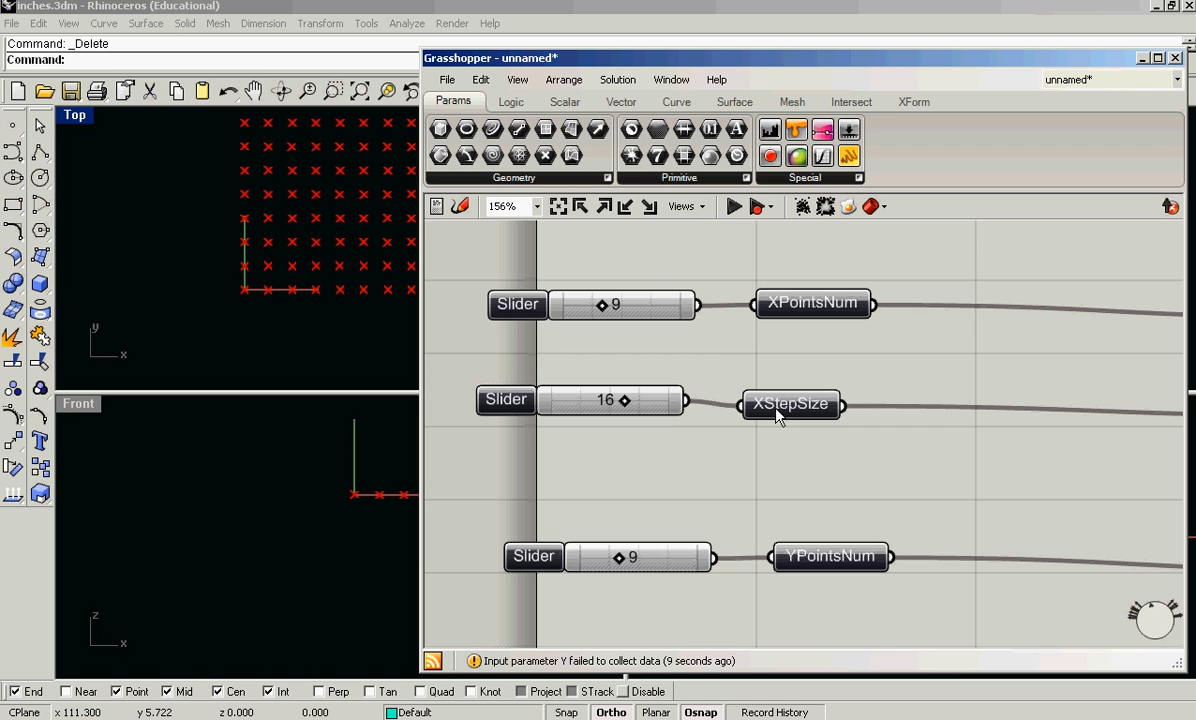 inches.3dm - Rhinoceros (Educational)
File Edit View Curve Surface Solid Mesh Dimension Transform Tools Analyze Render Help
Command: _Delete
Command:
Grasshopper - unnamed*
File Edit View Arrange Solution Window Help unnamed*
Params Logic Scalar Vector Curve Surface Mesh Intersect XForm
Geometry Primitive Special
156% Views
Top
y
x
Front
z
x
Slider 9 XPointsNum
Slider 16 XStepSize
Slider 9 YPointsNum
Input parameter Y failed to collect data (9 seconds ago)
End Near Point Mid Cen Int Perp Tan Quad Knot Project STrack Disable
CPlane x 111.300 y 5.722 z 0.000 0.000 Default Snap Ortho Planar Osnap Record History